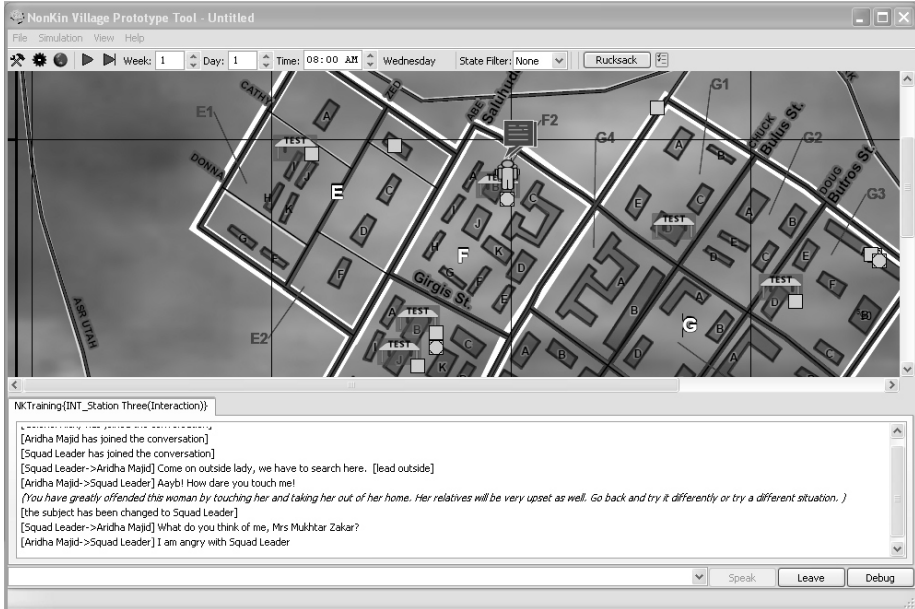 NonKin Village Prototype Tool - Untitled
File Simulation View Help
Week: 1 Day: 1 Time: 08:00 AM Wednesday State Filter: None Rucksack
CATHY
ZED
ABE
Saluhudd
F2
G1
G4
CHUCK
Bulus St.
G2
DOUG
Butros St.
G3
E1
DONNA
TEST
E
F
Girgis St.
G
E2
ASR UTAH
TEST
TEST
TEST
TEST
NKTraining{INT_Station Three(Interaction)}
[Aridha Majid has joined the conversation]
[Squad Leader has joined the conversation]
[Squad Leader->Aridha Majid] Come on outside lady, we have to search here. [lead outside]
[Aridha Majid->Squad Leader] Aayb! How dare you touch me!
(You have greatly offended this woman by touching her and taking her out of her home. Her relatives will be very upset as well. Go back and try it differently or try a different situation. )
[the subject has been changed to Squad Leader]
[Squad Leader->Aridha Majid] What do you think of me, Mrs Mukhtar Zakar?
[Aridha Majid->Squad Leader] I am angry with Squad Leader
Speak Leave Debug